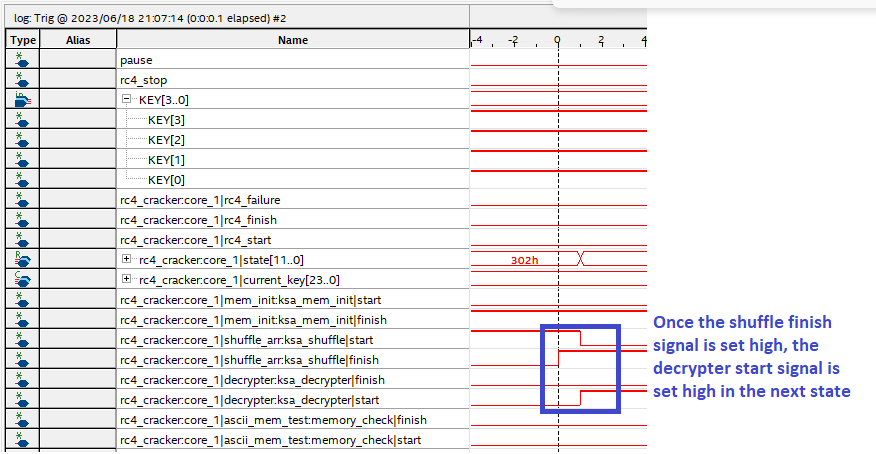 log: Trig @ 2023/06/18 21:07:14 (0:0:0.1 elapsed) #2
Type Alias Name -4 -2 0 2 4
pause
rc4_stop
KEY[3..0]
KEY[3]
KEY[2]
KEY[1]
KEY[0]
rc4_cracker:core_1|rc4_failure
rc4_cracker:core_1|rc4_finish
rc4_cracker:core_1|rc4_start
rc4_cracker:core_1|state[11..0] 302h
rc4_cracker:core_1|current_key[23..0]
rc4_cracker:core_1|mem_init:ksa_mem_init|start
rc4_cracker:core_1|mem_init:ksa_mem_init|finish
rc4_cracker:core_1|shuffle_arr:ksa_shuffle|start
rc4_cracker:core_1|shuffle_arr:ksa_shuffle|finish
rc4_cracker:core_1|decrypter:ksa_decrypter|finish
rc4_cracker:core_1|decrypter:ksa_decrypter|start
rc4_cracker:core_1|ascii_mem_test:memory_check|finish
rc4_cracker:core_1|ascii_mem_test:memory_check|start
Once the shuffle finish
signal is set high, the
decrypter start signal is
set high in the next state